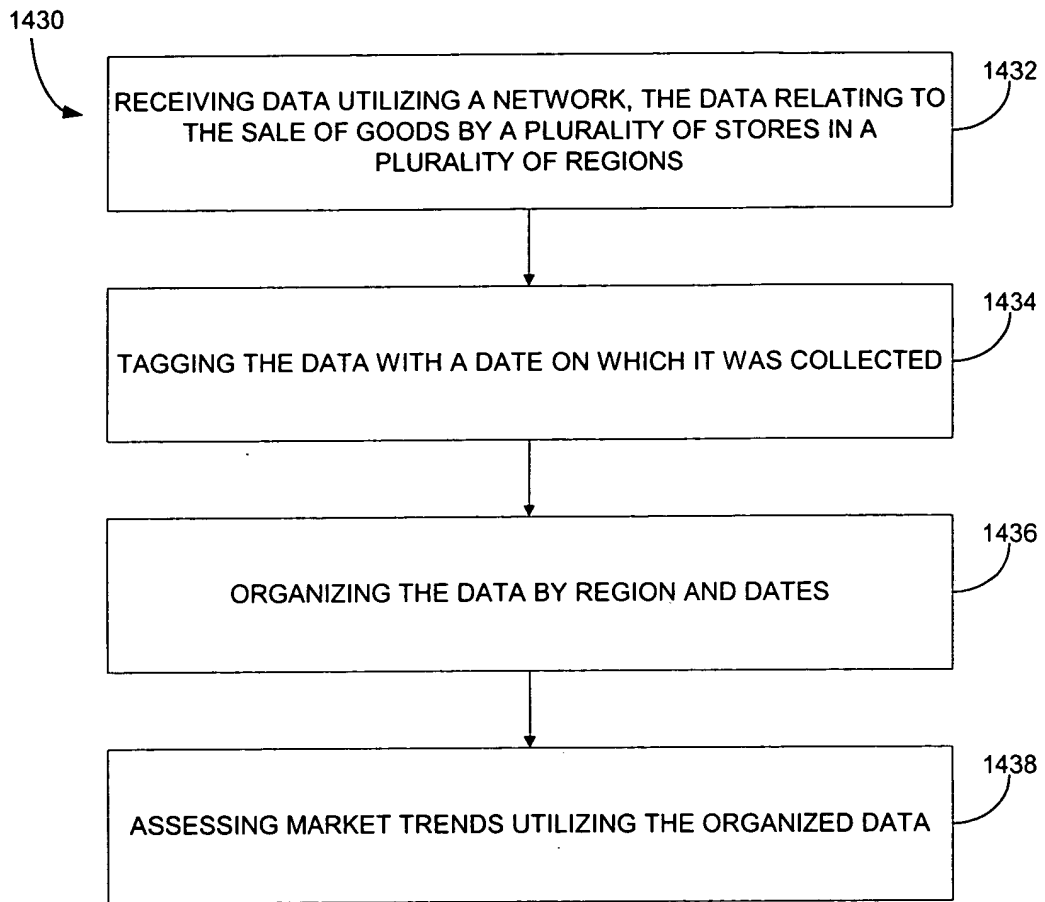 1430
1432
RECEIVING DATA UTILIZING A NETWORK, THE DATA RELATING TO
THE SALE OF GOODS BY A PLURALITY OF STORES IN A
PLURALITY OF REGIONS
1434
TAGGING THE DATA WITH A DATE ON WHICH IT WAS COLLECTED
1436
ORGANIZING THE DATA BY REGION AND DATES
1438
ASSESSING MARKET TRENDS UTILIZING THE ORGANIZED DATA